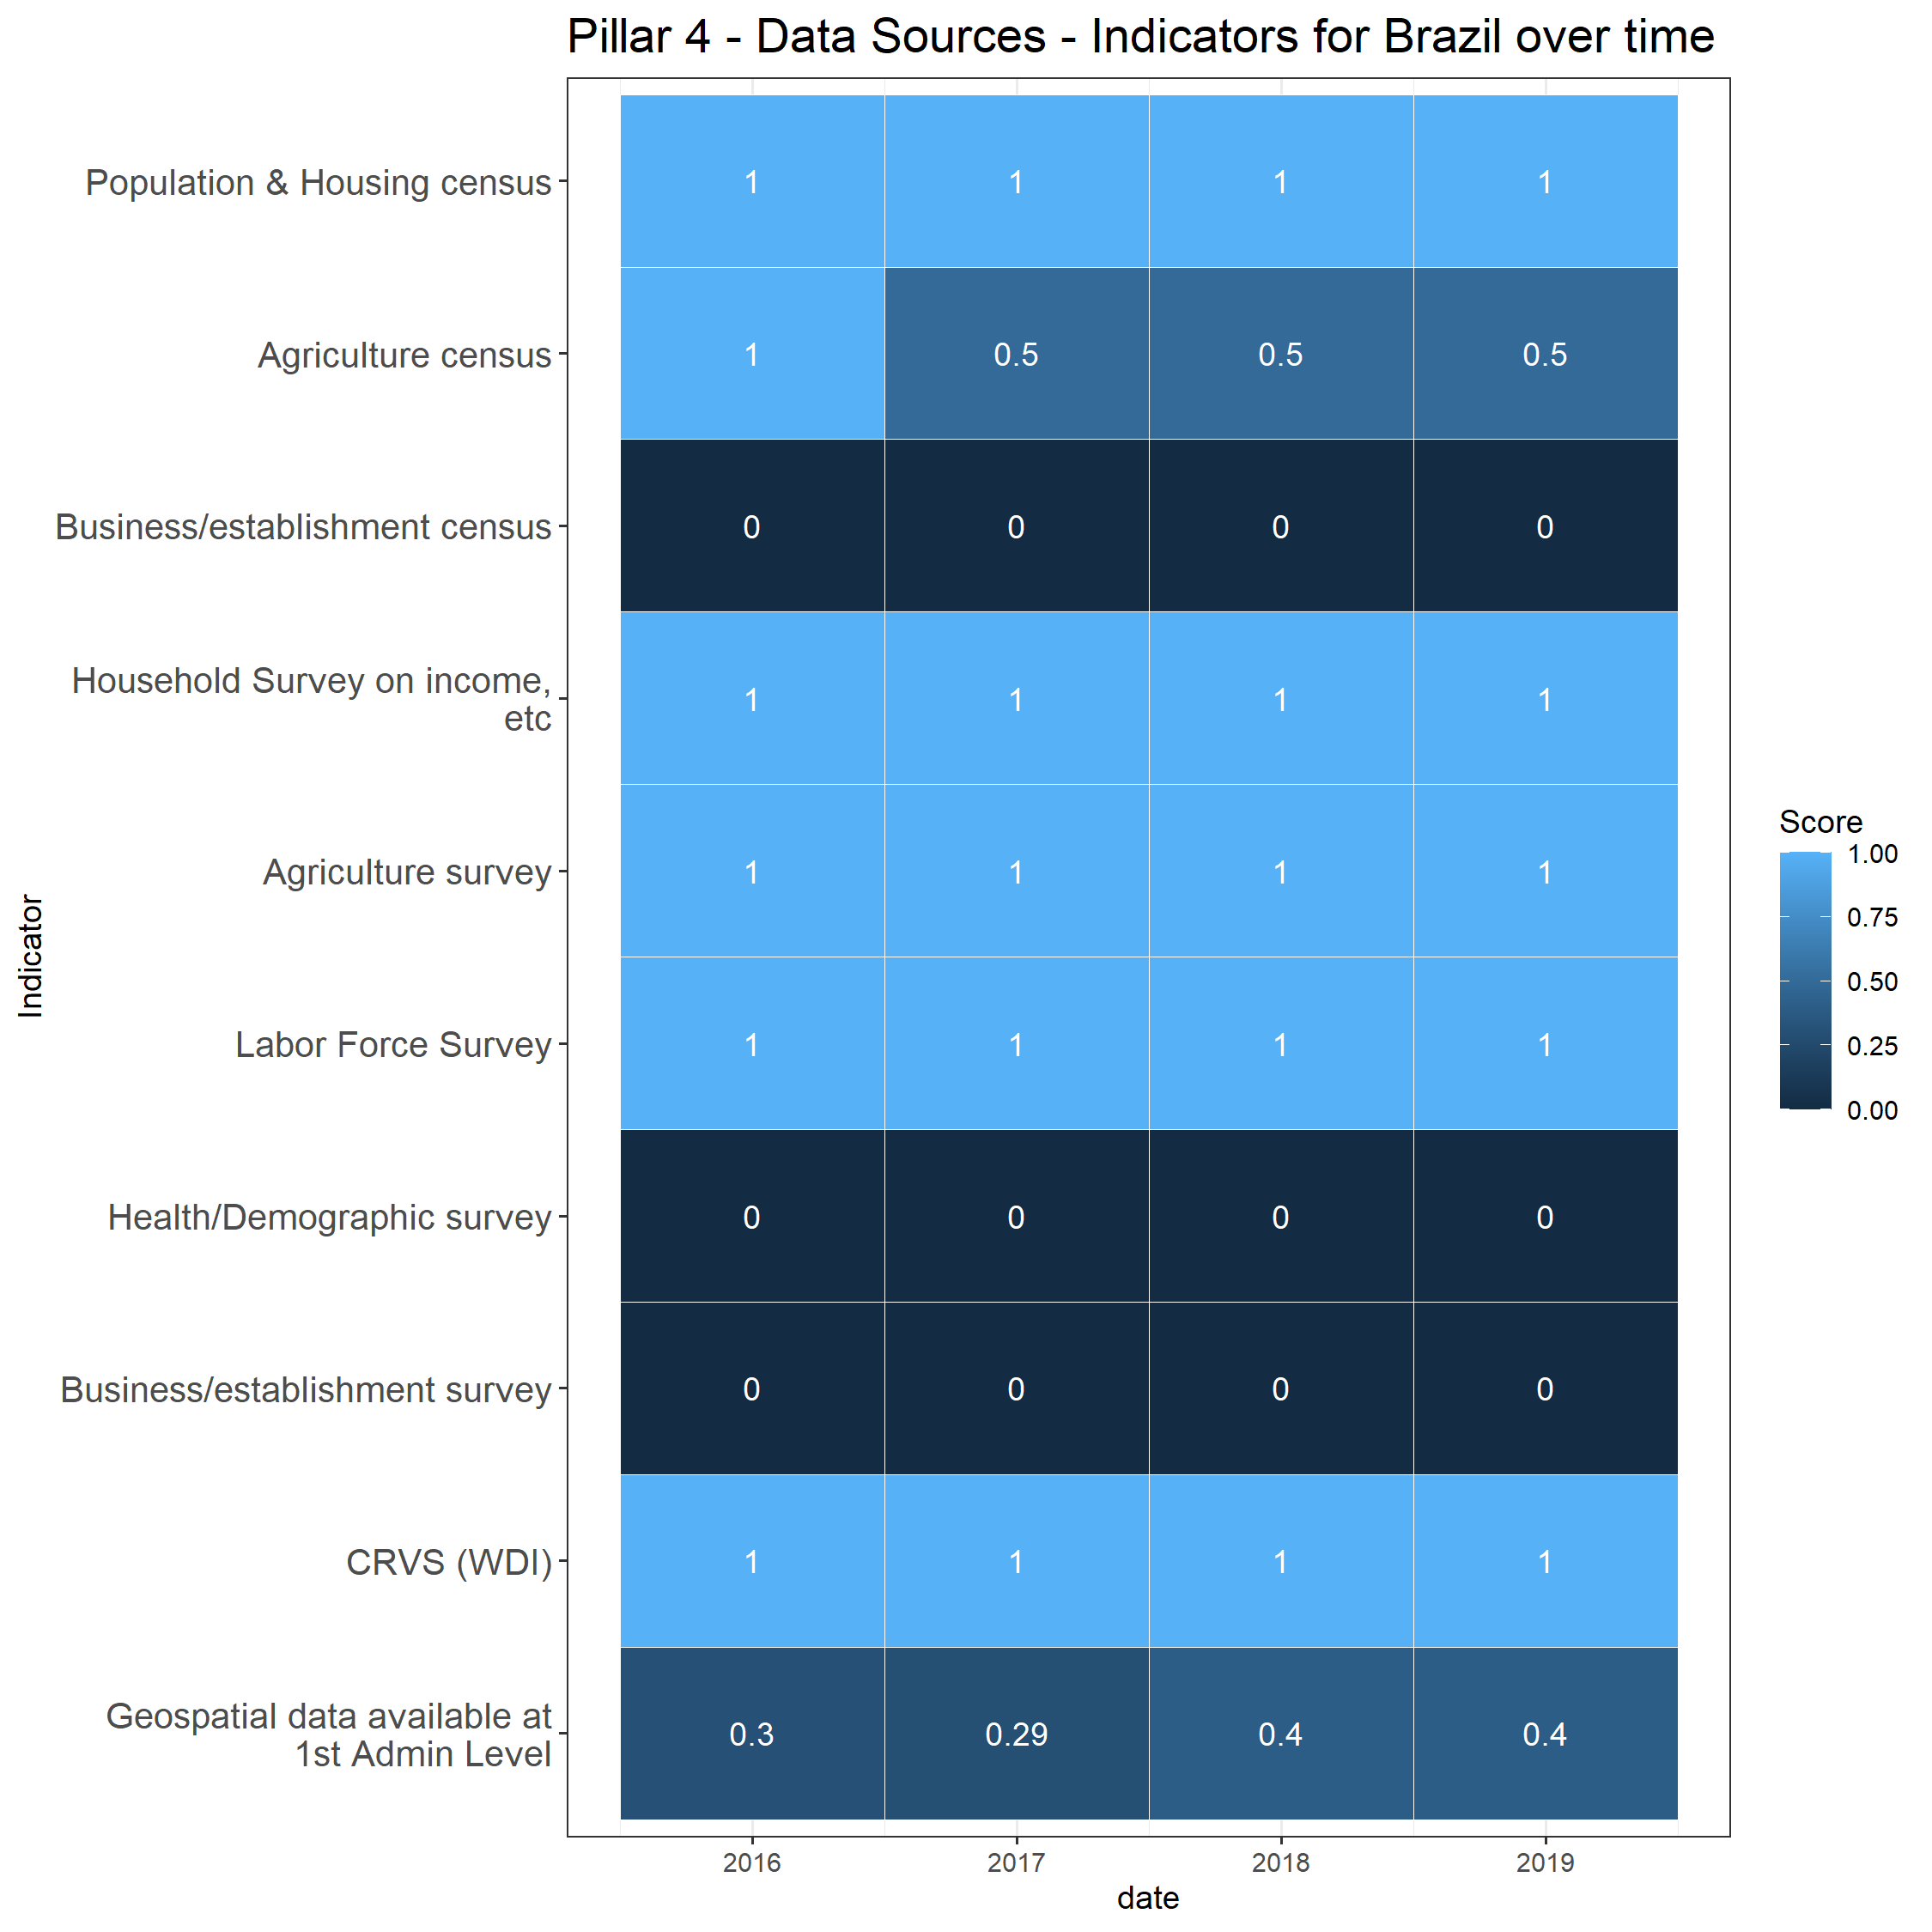 Pillar 4 - Data Sources - Indicators for Brazil over time
Indicator
Population & Housing census
1 1 1 1
Agriculture census
1 0.5 0.5 0.5
Business/establishment census
0 0 0 0
Household Survey on income,
etc
1 1 1 1
Agriculture survey
1 1 1 1
Labor Force Survey
1 1 1 1
Health/Demographic survey
0 0 0 0
Business/establishment survey
0 0 0 0
CRVS (WDI)
1 1 1 1
Geospatial data available at
1st Admin Level
0.3 0.29 0.4 0.4
2016 2017 2018 2019
date
Score
1.00
0.75
0.50
0.25
0.00